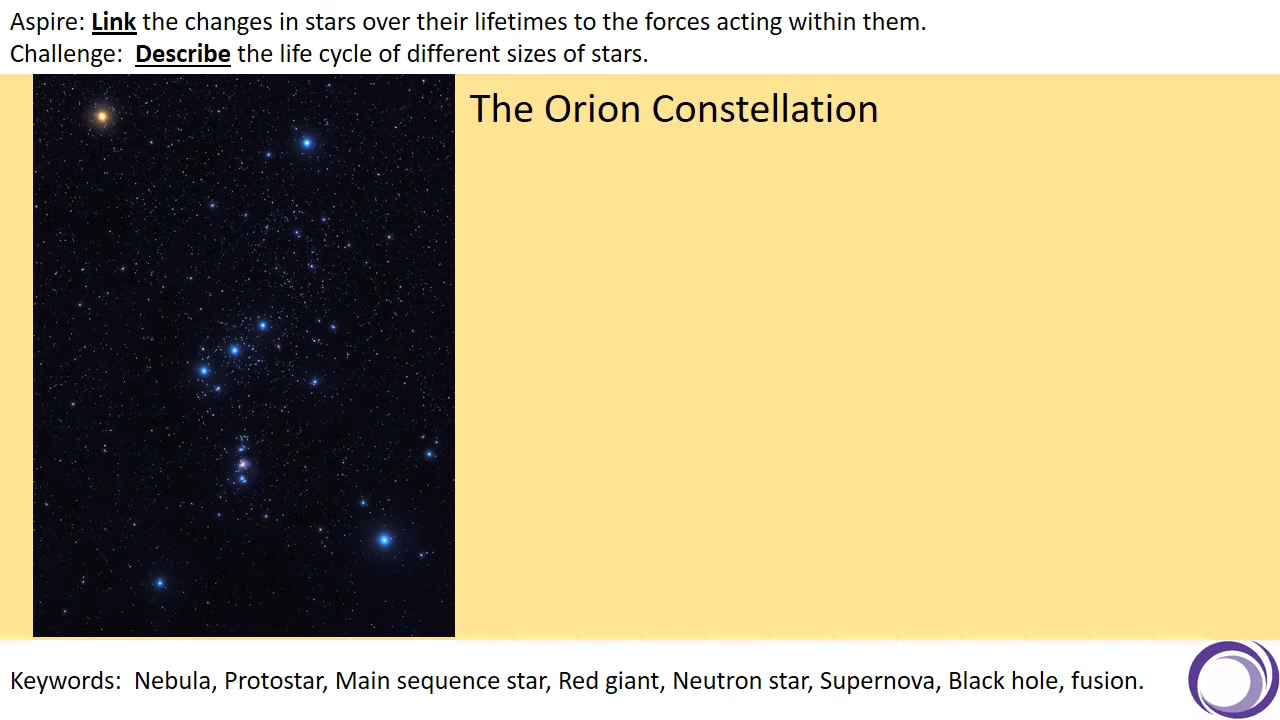 Aspire: Link the changes in stars over their lifetimes to the forces acting within them.
Challenge:  Describe the life cycle of different sizes of stars.
The Orion Constellation
Keywords:  Nebula, Protostar, Main sequence star, Red giant, Neutron star, Supernova, Black hole, fusion.